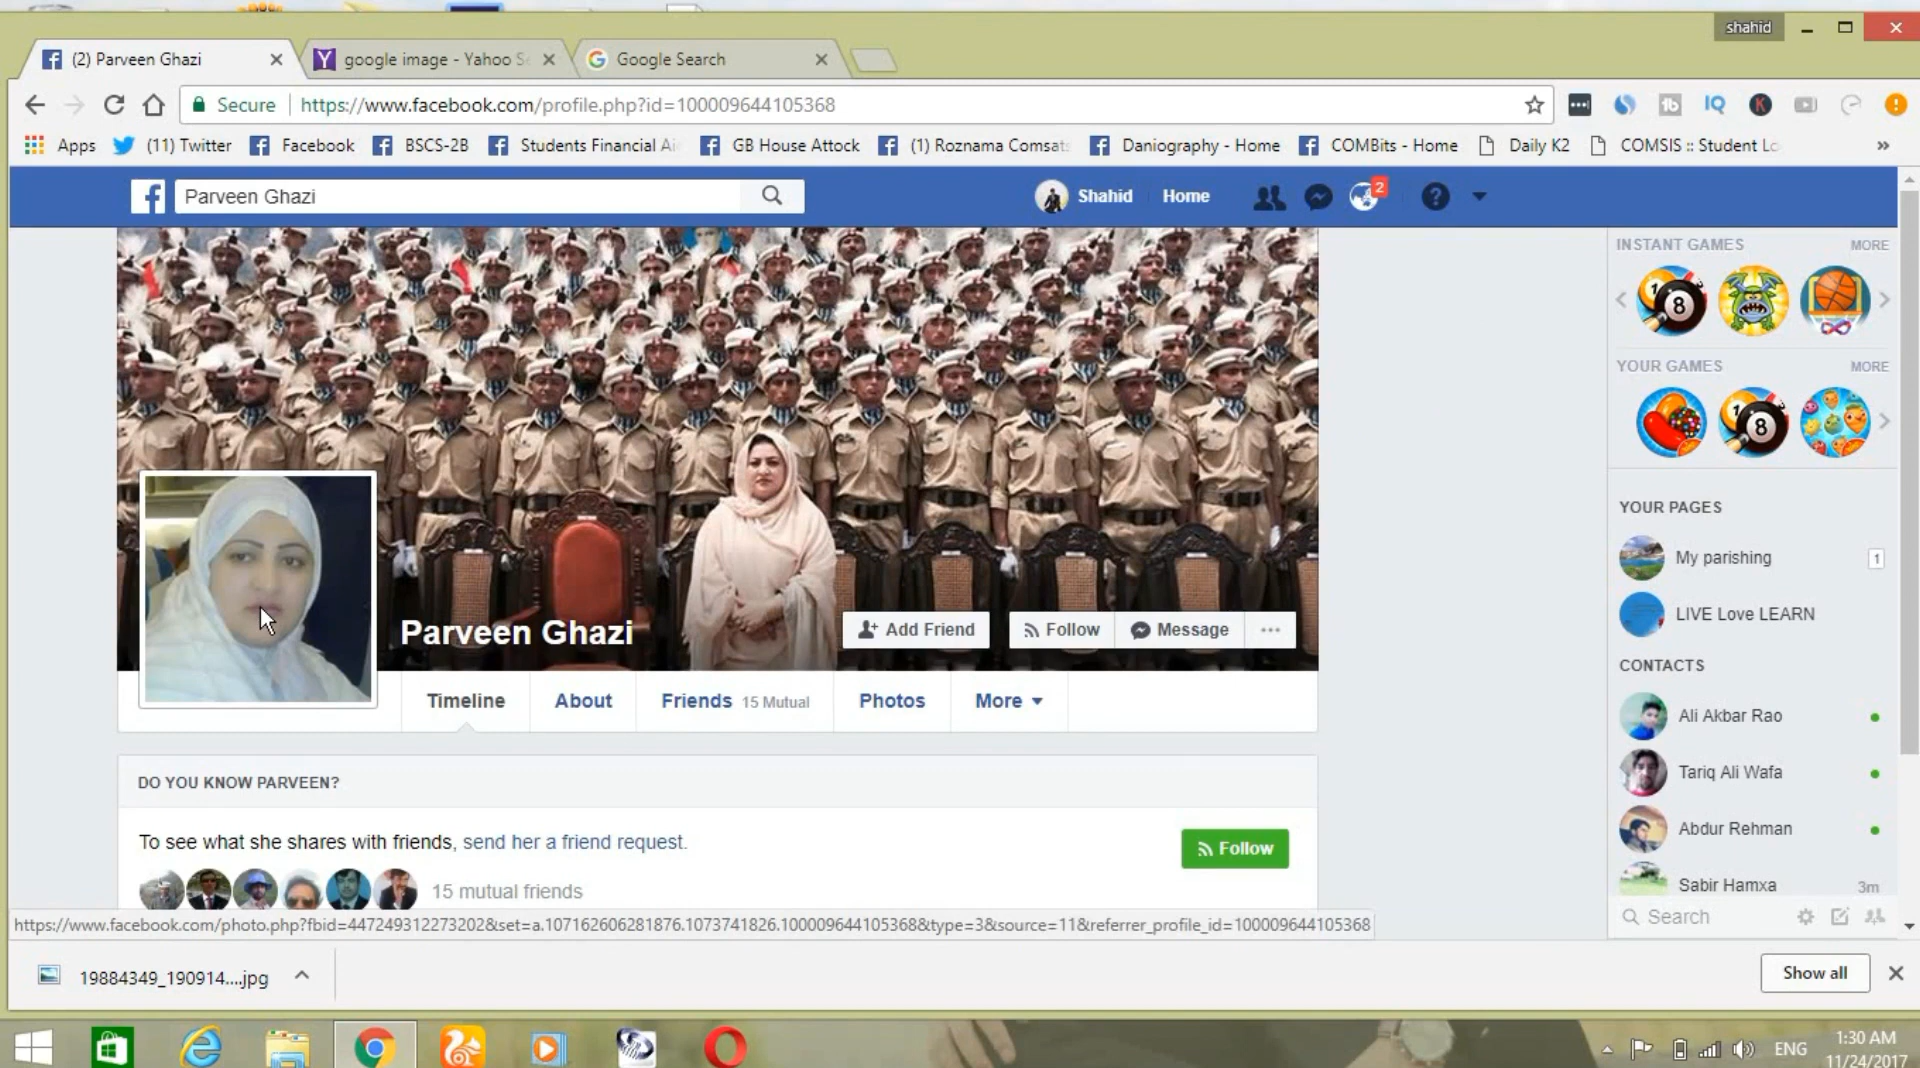 shahid
(2) Parveen Ghazi
google image - Yahoo S
Google Search
Secure https://www.facebook.com/profile.php?id=100009644105368
Apps (11) Twitter Facebook BSCS-2B Students Financial Ai GB House Attock (1) Roznama Comsats Daniography - Home COMBits - Home Daily K2 COMSIS :: Student Lo
Parveen Ghazi
Shahid Home 2
INSTANT GAMES MORE
YOUR GAMES MORE
Parveen Ghazi
Add Friend Follow Message
Timeline About Friends 15 Mutual Photos More
DO YOU KNOW PARVEEN?
To see what she shares with friends, send her a friend request.
Follow
15 mutual friends
YOUR PAGES
My parishing 1
LIVE Love LEARN
CONTACTS
Ali Akbar Rao
Tariq Ali Wafa
Abdur Rehman
Sabir Hamxa 3m
Search
https://www.facebook.com/photo.php?fbid=447249312273202&set=a.107162606281876.1073741826.100009644105368&type=3&source=11&referrer_profile_id=100009644105368
19884349_190914....jpg
Show all
ENG
1:30 AM
11/24/2017